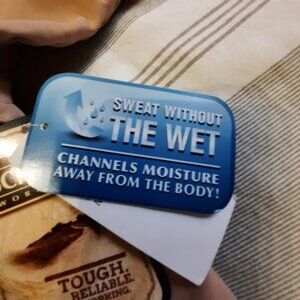 SWEAT WITHOUT
THE WET
CHANNELS MOISTURE
AWAY FROM THE BODY!
TOUGH.
RELIABLE.